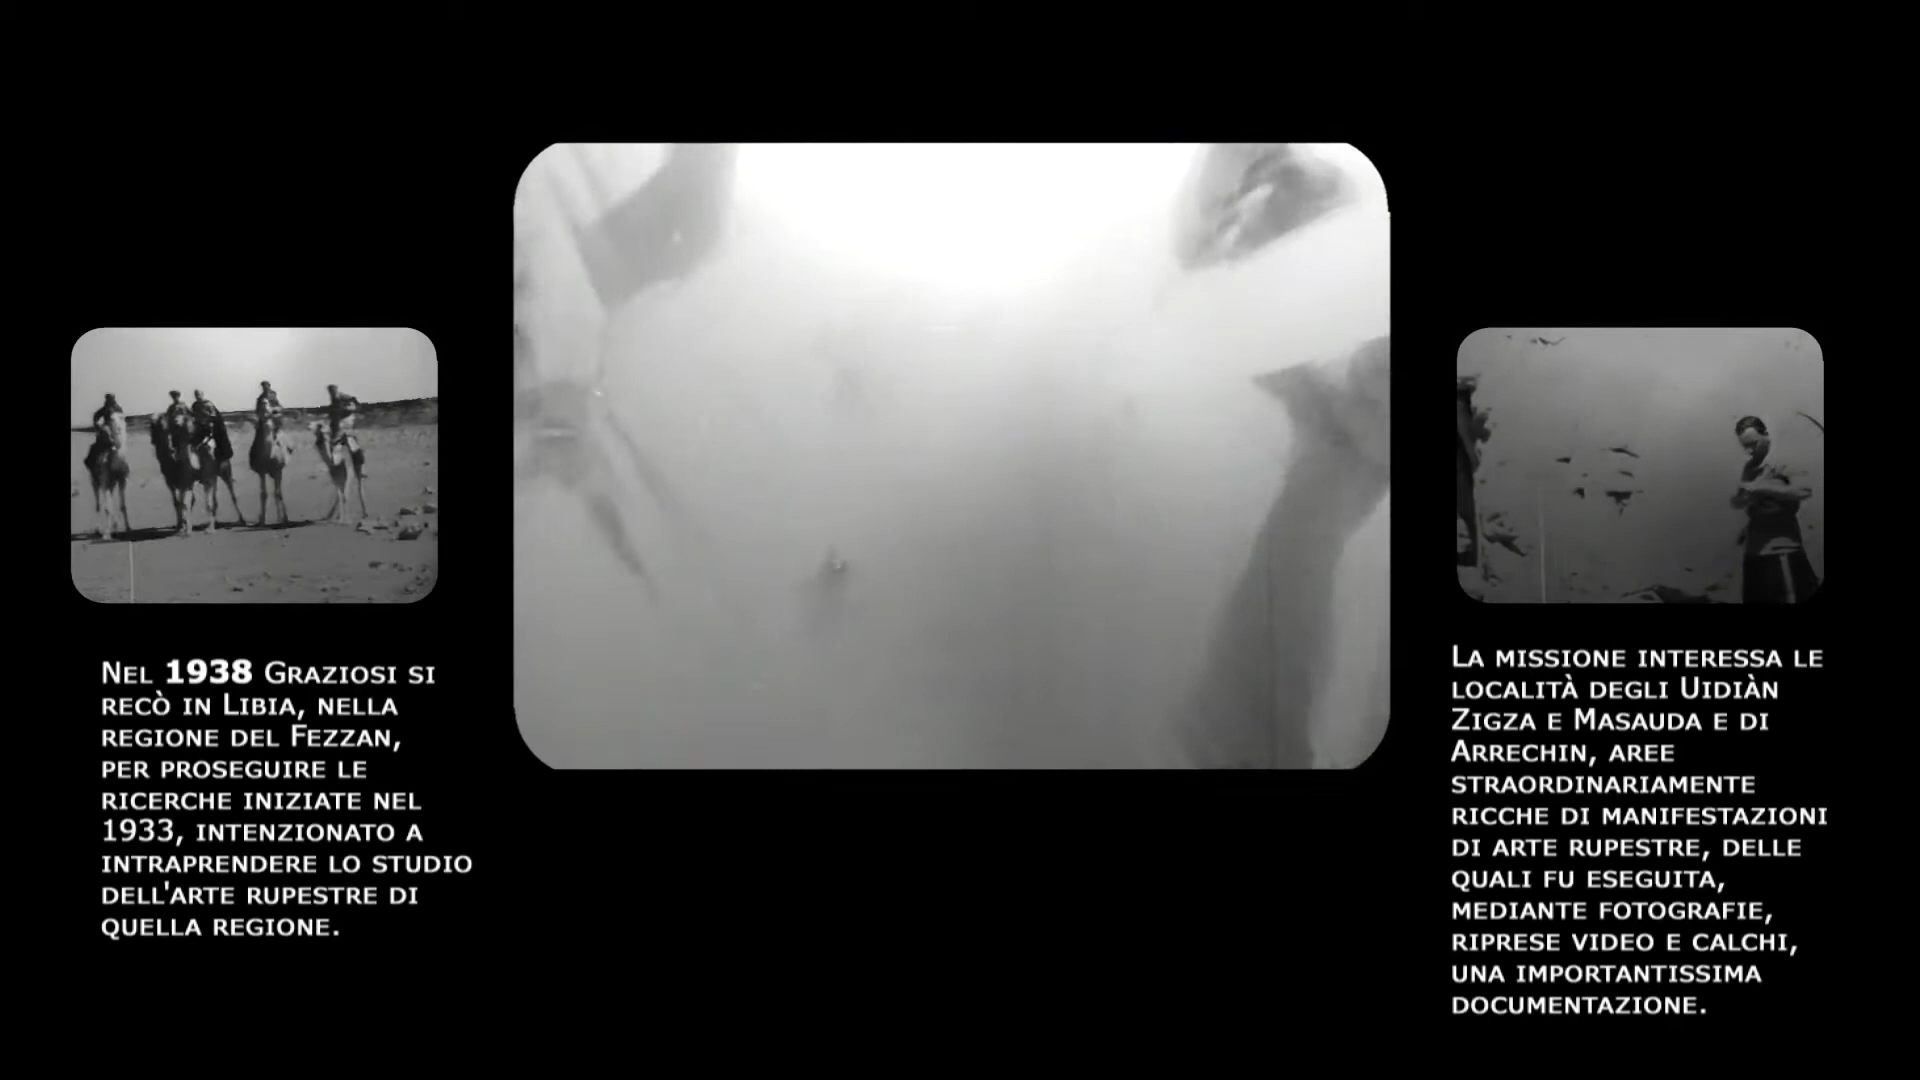 Nel 1938 Graziosi si
recò in Libia, nella
regione del Fezzan,
per proseguire le
ricerche iniziate nel
1933, intenzionato a
intraprendere lo studio
dell'arte rupestre di
quella regione.
La missione interessa le
località degli Uidiàn
Zigza e Masauda e di
Arrechin, aree
straordinariamente
ricche di manifestazioni
di arte rupestre, delle
quali fu eseguita,
mediante fotografie,
riprese video e calchi,
una importantissima
documentazione.